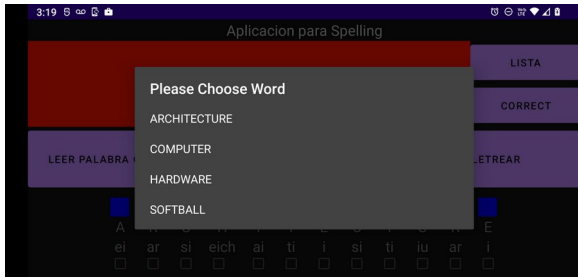 3:19
Aplicacion para Spelling
LISTA
CORRECT
Please Choose Word
ARCHITECTURE
COMPUTER
HARDWARE
SOFTBALL
LEER PALABRA
LETREAR
A E
ei ar si eich ai ti i si ti iu ar i